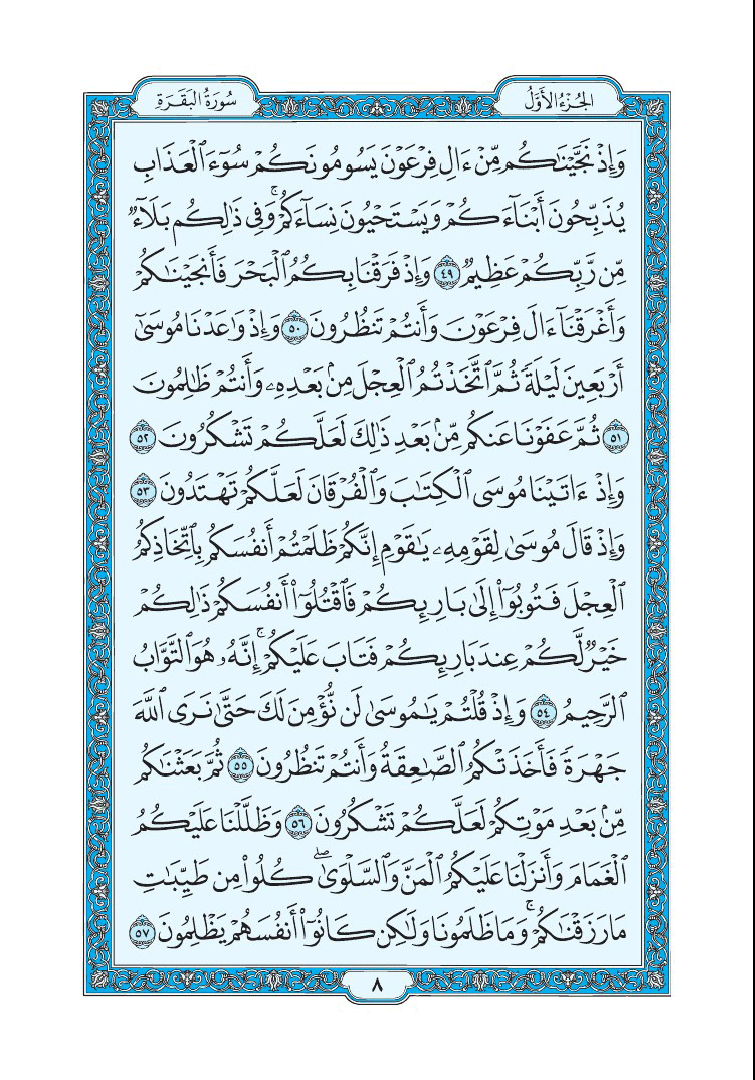 الجُزْءُ الأَوَّلُ
سُورَةُ البَقَرَةِ
وَإِذْ نَجَّيْنَٰكُم مِّنْ ءَالِ فِرْعَوْنَ يَسُومُونَكُمْ سُوٓءَ ٱلْعَذَابِ
يُذَبِّحُونَ أَبْنَآءَكُمْ وَيَسْتَحْيُونَ نِسَآءَكُمْ ۚ وَفِى ذَٰلِكُم بَلَآءٌ
مِّن رَّبِّكُمْ عَظِيمٌ ٤٩ وَإِذْ فَرَقْنَا بِكُمُ ٱلْبَحْرَ فَأَنجَيْنَٰكُمْ
وَأَغْرَقْنَآ ءَالَ فِرْعَوْنَ وَأَنتُمْ تَنظُرُونَ ٥٠ وَإِذْ وَٰعَدْنَا مُوسَىٰٓ
أَرْبَعِينَ لَيْلَةً ثُمَّ ٱتَّخَذْتُمُ ٱلْعِجْلَ مِنۢ بَعْدِهِۦ وَأَنتُمْ ظَٰلِمُونَ
٥١ ثُمَّ عَفَوْنَا عَنكُم مِّنۢ بَعْدِ ذَٰلِكَ لَعَلَّكُمْ تَشْكُرُونَ ٥٢
وَإِذْ ءَاتَيْنَا مُوسَى ٱلْكِتَٰبَ وَٱلْفُرْقَانَ لَعَلَّكُمْ تَهْتَدُونَ ٥٣
وَإِذْ قَالَ مُوسَىٰ لِقَوْمِهِۦ يَٰقَوْمِ إِنَّكُمْ ظَلَمْتُمْ أَنفُسَكُم بِٱتِّخَاذِكُمُ
ٱلْعِجْلَ فَتُوبُوٓا۟ إِلَىٰ بَارِئِكُمْ فَٱقْتُلُوٓا۟ أَنفُسَكُمْ ذَٰلِكُمْ
خَيْرٌ لَّكُمْ عِندَ بَارِئِكُمْ فَتَابَ عَلَيْكُمْ ۚ إِنَّهُۥ هُوَ ٱلتَّوَّابُ
ٱلرَّحِيمُ ٥٤ وَإِذْ قُلْتُمْ يَٰمُوسَىٰ لَن نُّؤْمِنَ لَكَ حَتَّىٰ نَرَى ٱللَّهَ
جَهْرَةً فَأَخَذَتْكُمُ ٱلصَّٰعِقَةُ وَأَنتُمْ تَنظُرُونَ ٥٥ ثُمَّ بَعَثْنَٰكُم
مِّنۢ بَعْدِ مَوْتِكُمْ لَعَلَّكُمْ تَشْكُرُونَ ٥٦ وَظَلَّلْنَا عَلَيْكُمُ
ٱلْغَمَامَ وَأَنزَلْنَا عَلَيْكُمُ ٱلْمَنَّ وَٱلسَّلْوَىٰ ۖ كُلُوا۟ مِن طَيِّبَٰتِ
مَا رَزَقْنَٰكُمْ ۚ وَمَا ظَلَمُونَا وَلَٰكِن كَانُوٓا۟ أَنفُسَهُمْ يَظْلِمُونَ ٥٧
٨